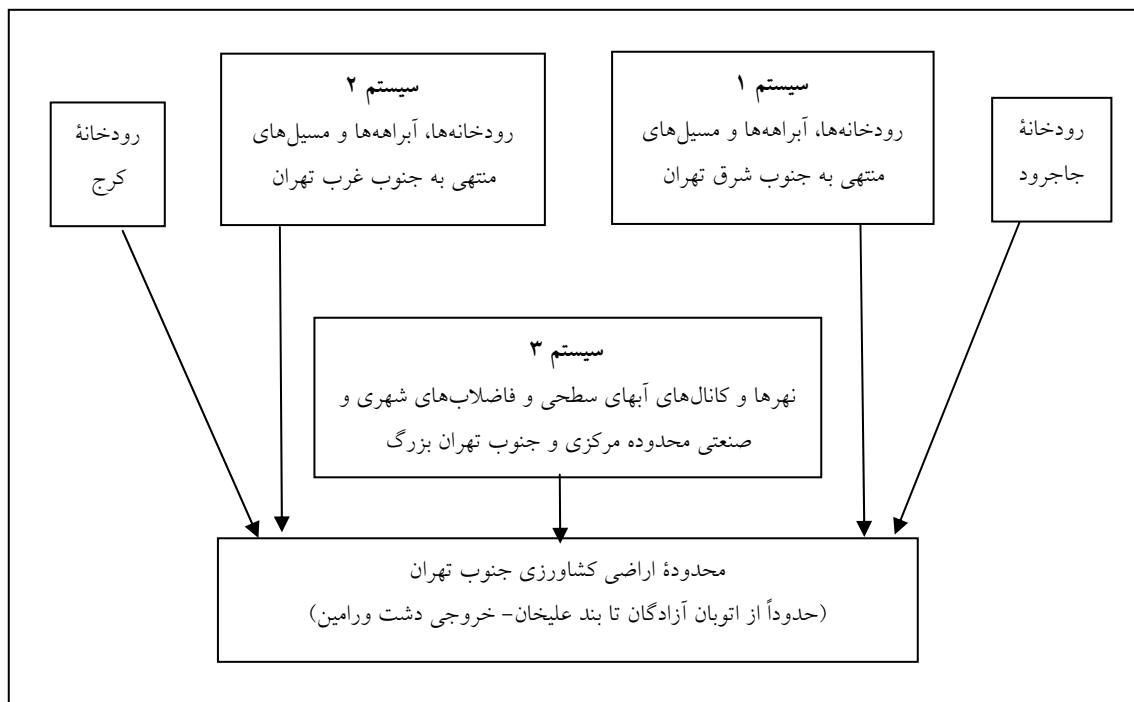 رودخانۀ
جاجرود
سیستم ۱
رودخانه‌ها، آبراهه‌ها و مسیل‌های
منتهی به جنوب شرق تهران
سیستم ۲
رودخانه‌ها، آبراهه‌ها و مسیل‌های
منتهی به جنوب غرب تهران
رودخانۀ
کرج
سیستم ۳
نهرها و کانال‌های آبهای سطحی و فاضلاب‌های شهری و
صنعتی محدوده مرکزی و جنوب تهران بزرگ
محدودۀ اراضی کشاورزی جنوب تهران
(حدوداً از اتوبان آزادگان تا بند علیخان- خروجی دشت ورامین)